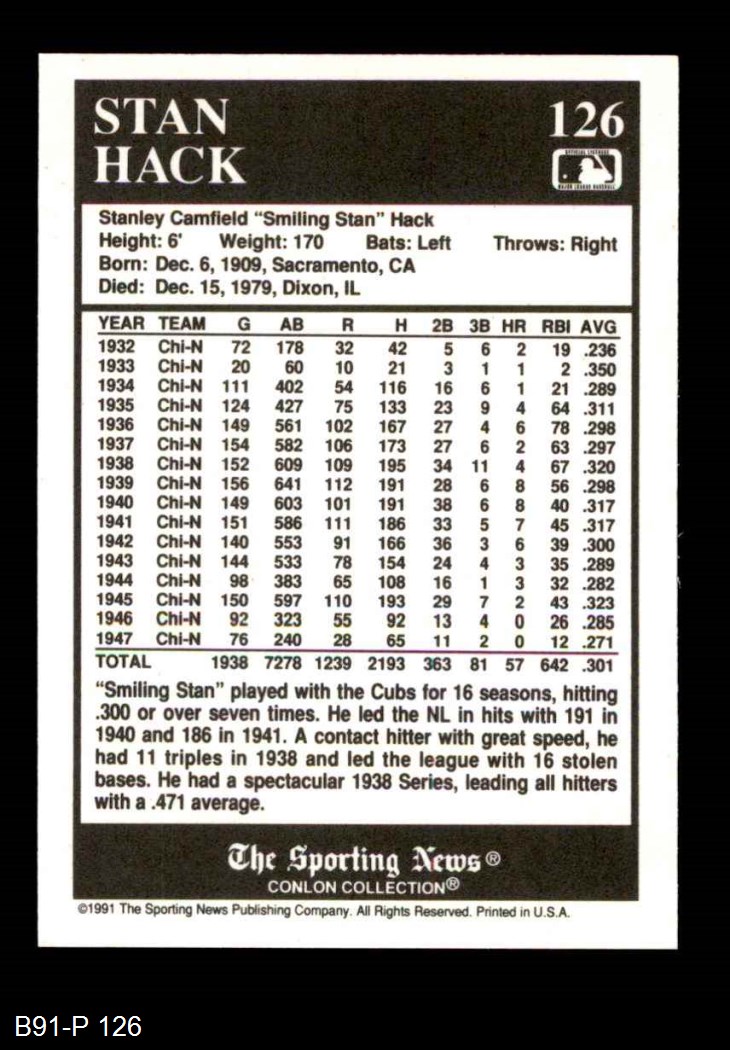 STAN
HACK
126
OFFICIAL LICENSEE
MAJOR LEAGUE BASEBALL
Stanley Camfield “Smiling Stan” Hack
Height: 6' Weight: 170 Bats: Left Throws: Right
Born: Dec. 6, 1909, Sacramento, CA
Died: Dec. 15, 1979, Dixon, IL
YEAR TEAM G AB R H 2B 3B HR RBI AVG
1932 Chi-N 72 178 32 42 5 6 2 19 .236
1933 Chi-N 20 60 10 21 3 1 1 2 .350
1934 Chi-N 111 402 54 116 16 6 1 21 .289
1935 Chi-N 124 427 75 133 23 9 4 64 .311
1936 Chi-N 149 561 102 167 27 4 6 78 .298
1937 Chi-N 154 582 106 173 27 6 2 63 .297
1938 Chi-N 152 609 109 195 34 11 4 67 .320
1939 Chi-N 156 641 112 191 28 6 8 56 .298
1940 Chi-N 149 603 101 191 38 6 8 40 .317
1941 Chi-N 151 586 111 186 33 5 7 45 .317
1942 Chi-N 140 553 91 166 36 3 6 39 .300
1943 Chi-N 144 533 78 154 24 4 3 35 .289
1944 Chi-N 98 383 65 108 16 1 3 32 .282
1945 Chi-N 150 597 110 193 29 7 2 43 .323
1946 Chi-N 92 323 55 92 13 4 0 26 .285
1947 Chi-N 76 240 28 65 11 2 0 12 .271
TOTAL 1938 7278 1239 2193 363 81 57 642 .301
“Smiling Stan” played with the Cubs for 16 seasons, hitting
.300 or over seven times. He led the NL in hits with 191 in
1940 and 186 in 1941. A contact hitter with great speed, he
had 11 triples in 1938 and led the league with 16 stolen
bases. He had a spectacular 1938 Series, leading all hitters
with a .471 average.
The Sporting News®
CONLON COLLECTION®
©1991 The Sporting News Publishing Company. All Rights Reserved. Printed in U.S.A.
B91-P 126